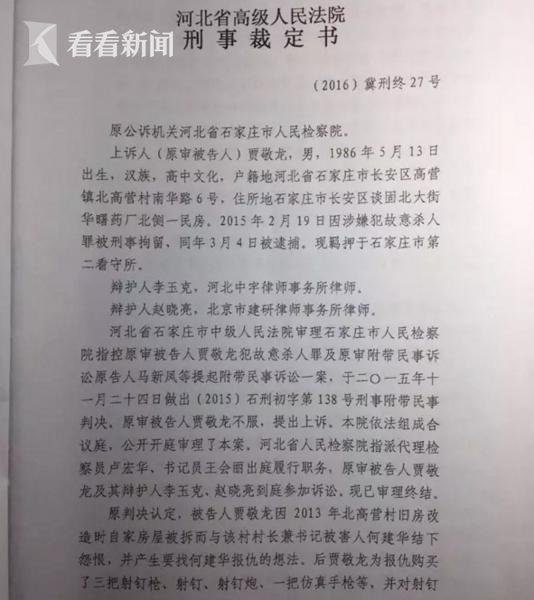 看看新闻
KNEWS
河北省高级人民法院
刑事裁定书
（2016）冀刑终27号
原公诉机关河北省石家庄市人民检察院。
上诉人（原审被告人）贾敬龙，男，1986年5月13日
出生，汉族，高中文化，户籍地河北省石家庄市长安区高营
镇北高营村南华路6号，住所地石家庄市长安区谈固北大街
华曙药厂北侧一民房。2015年2月19日因涉嫌犯故意杀人
罪被刑事拘留、同年3月4日被逮捕。现羁押于石家庄市第
二看守所。
辩护人李玉克，河北中字律师事务所律师。
辩护人赵晓亮，北京市建研律师事务所律师。
河北省石家庄市中级人民法院审理石家庄市人民检察
院指控原审被告人贾敬龙犯故意杀人罪及原审附带民事诉
讼原告人马新凤等提起附带民事诉讼一案，于二〇一五年十
一月二十四日做出（2015）石刑初字第138号刑事附带民事
判决。原审被告人贾敬龙不服，提出上诉。本院依法组成合
议庭，公开开庭审理了本案。河北省人民检察院指派代理检
察员卢宏华、书记员王会丽出庭履行职务，原审被告人贾敬
龙及其辩护人李玉克、赵晓亮到庭参加诉讼。现已审理终结。
原判决认定，被告人贾敬龙因2013年北高营村旧房改
造时自家房屋被拆而与该村村长兼书记被害人何建华结下
怨恨，并产生要找何建华报仇的想法。后贾敬龙为报仇购买
了三把射钉枪、射钉、射钉炮、一把仿真手枪等，并对射钉